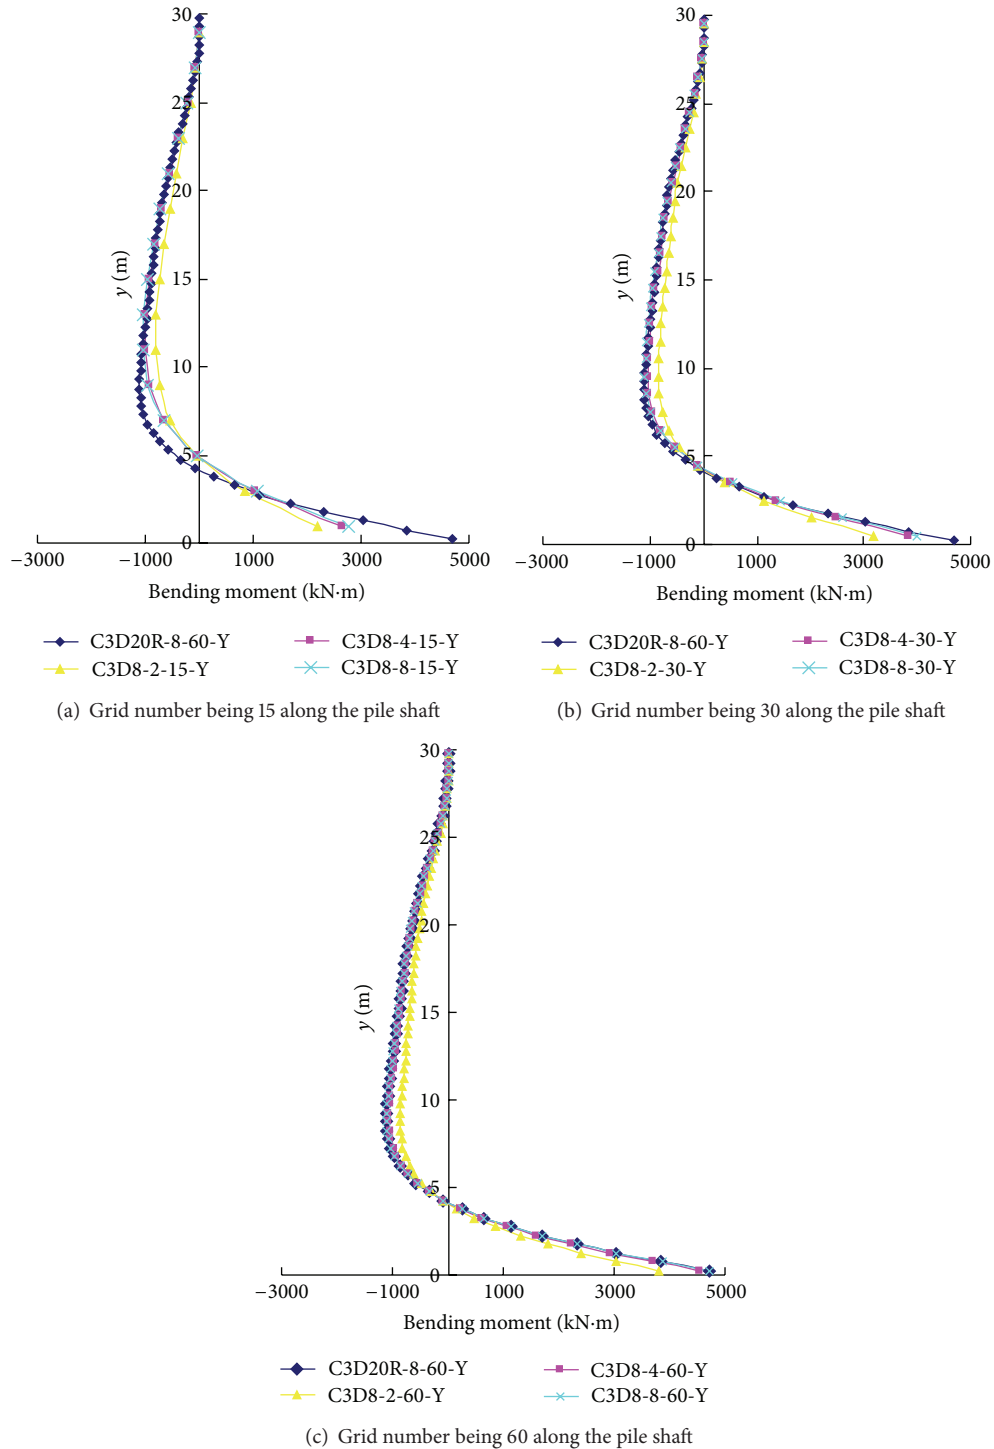 30
25
20
15
10
5
0
y (m)
−3000 −1000 1000 3000 5000
Bending moment (kN·m)
C3D20R-8-60-Y C3D8-4-15-Y
C3D8-2-15-Y C3D8-8-15-Y
(a) Grid number being 15 along the pile shaft
30
25
20
15
10
5
0
y (m)
−3000 −1000 1000 3000 5000
Bending moment (kN·m)
C3D20R-8-60-Y C3D8-4-30-Y
C3D8-2-30-Y C3D8-8-30-Y
(b) Grid number being 30 along the pile shaft
30
25
20
15
10
5
0
y (m)
−3000 −1000 1000 3000 5000
Bending moment (kN·m)
C3D20R-8-60-Y C3D8-4-60-Y
C3D8-2-60-Y C3D8-8-60-Y
(c) Grid number being 60 along the pile shaft